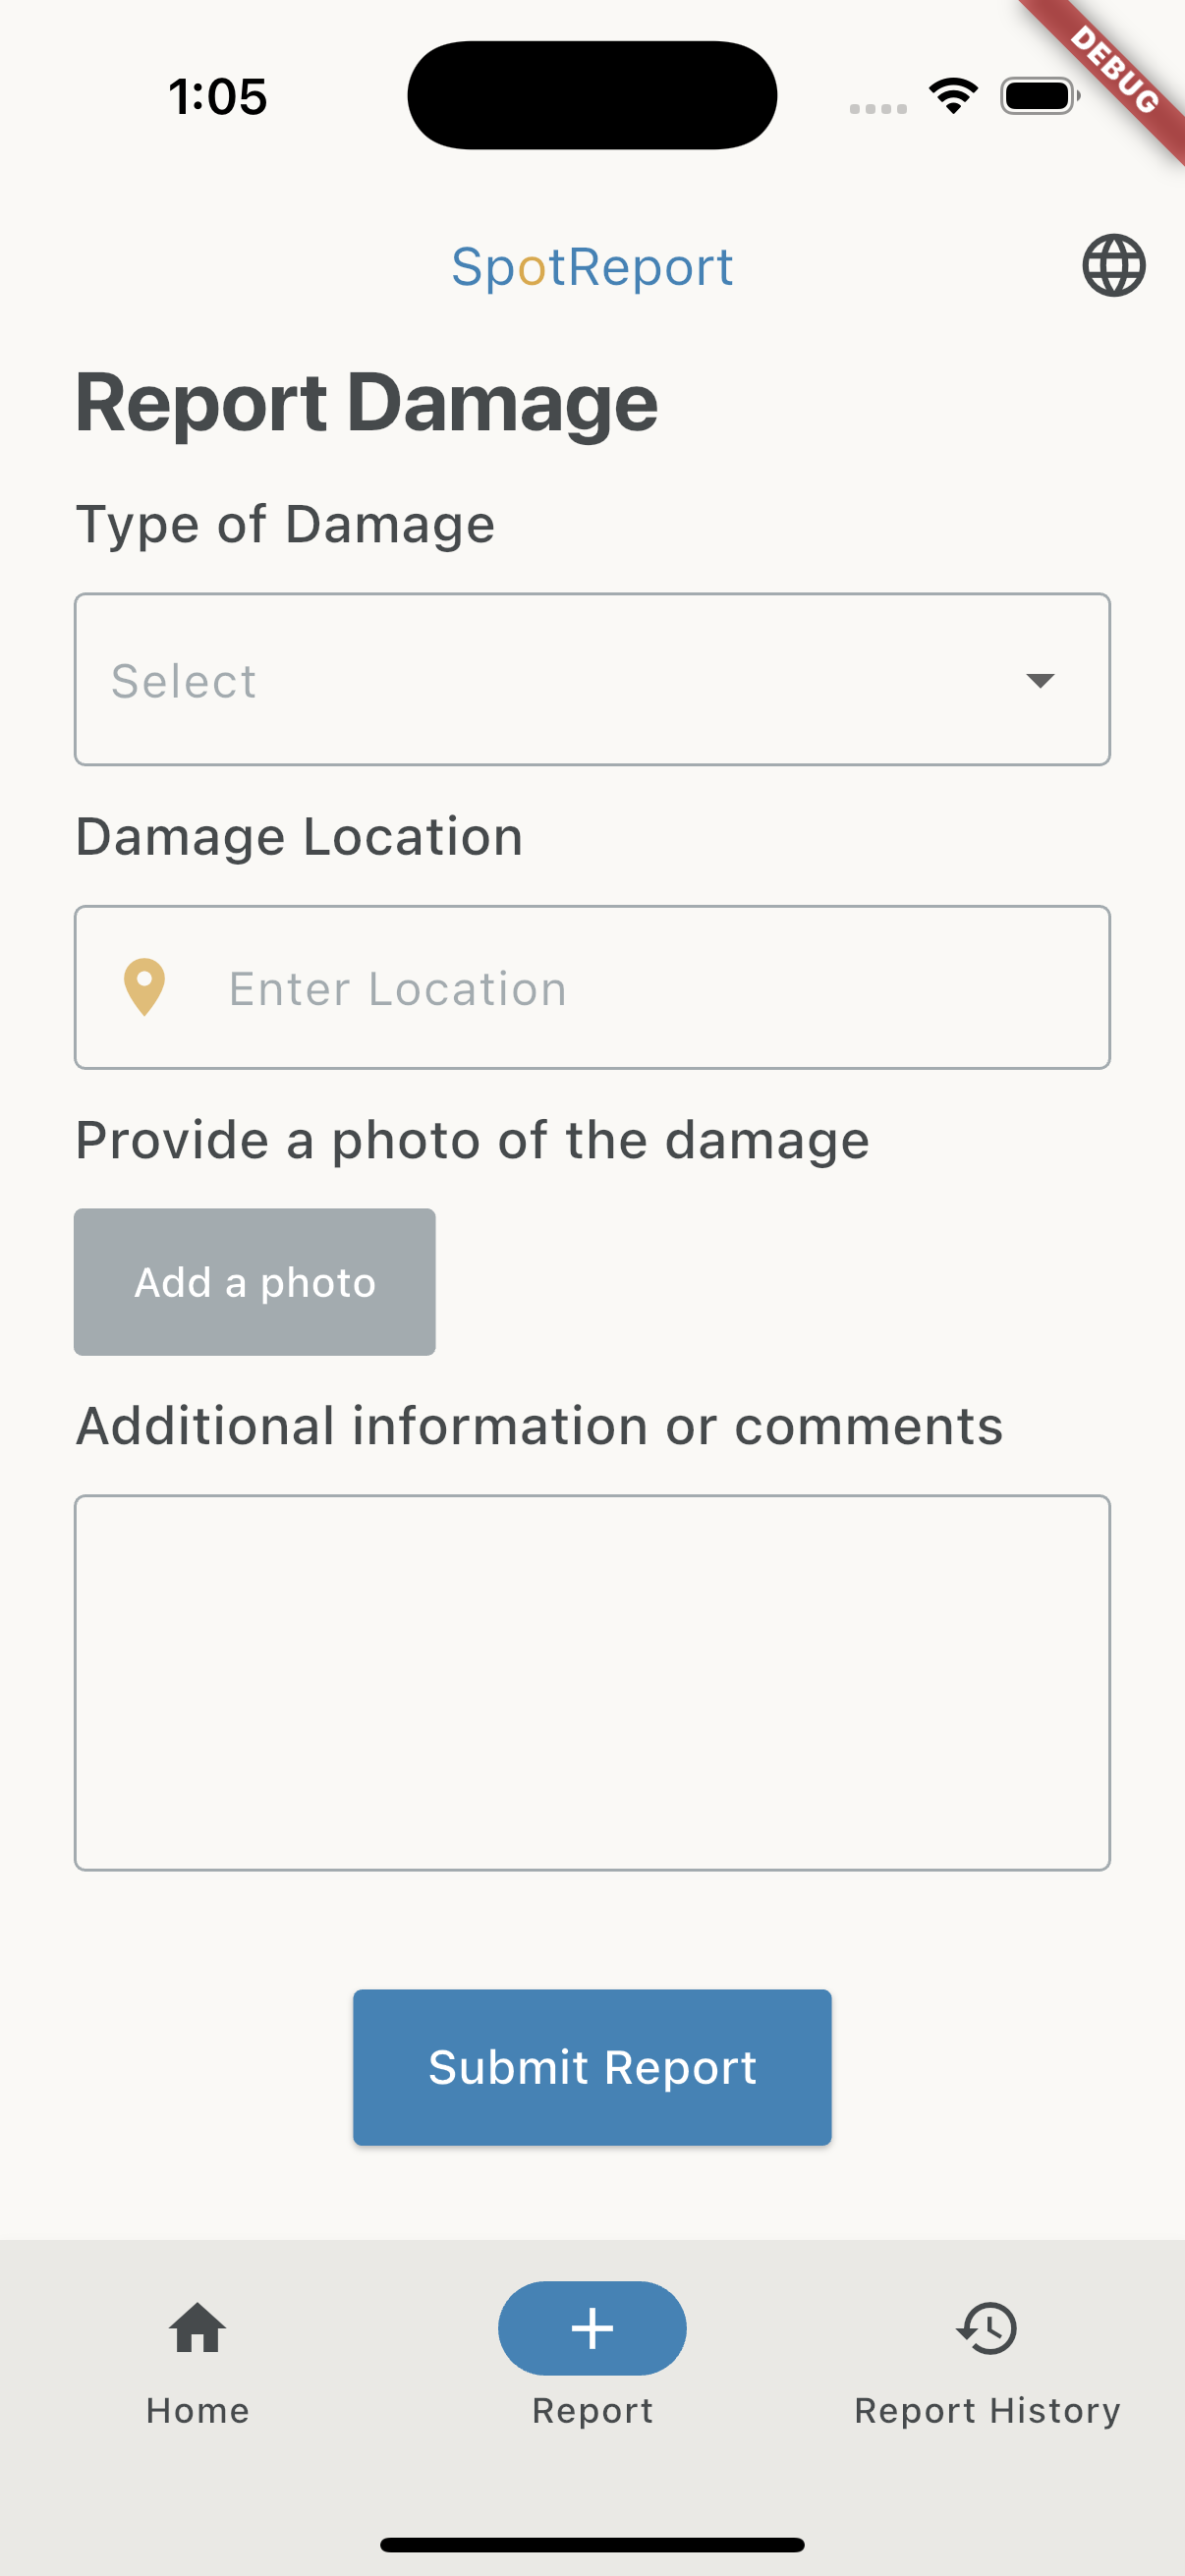 1:05
DEBUG
SpotReport
Report Damage
Type of Damage
Select
Damage Location
Enter Location
Provide a photo of the damage
Add a photo
Additional information or comments
Submit Report
Home
Report
Report History